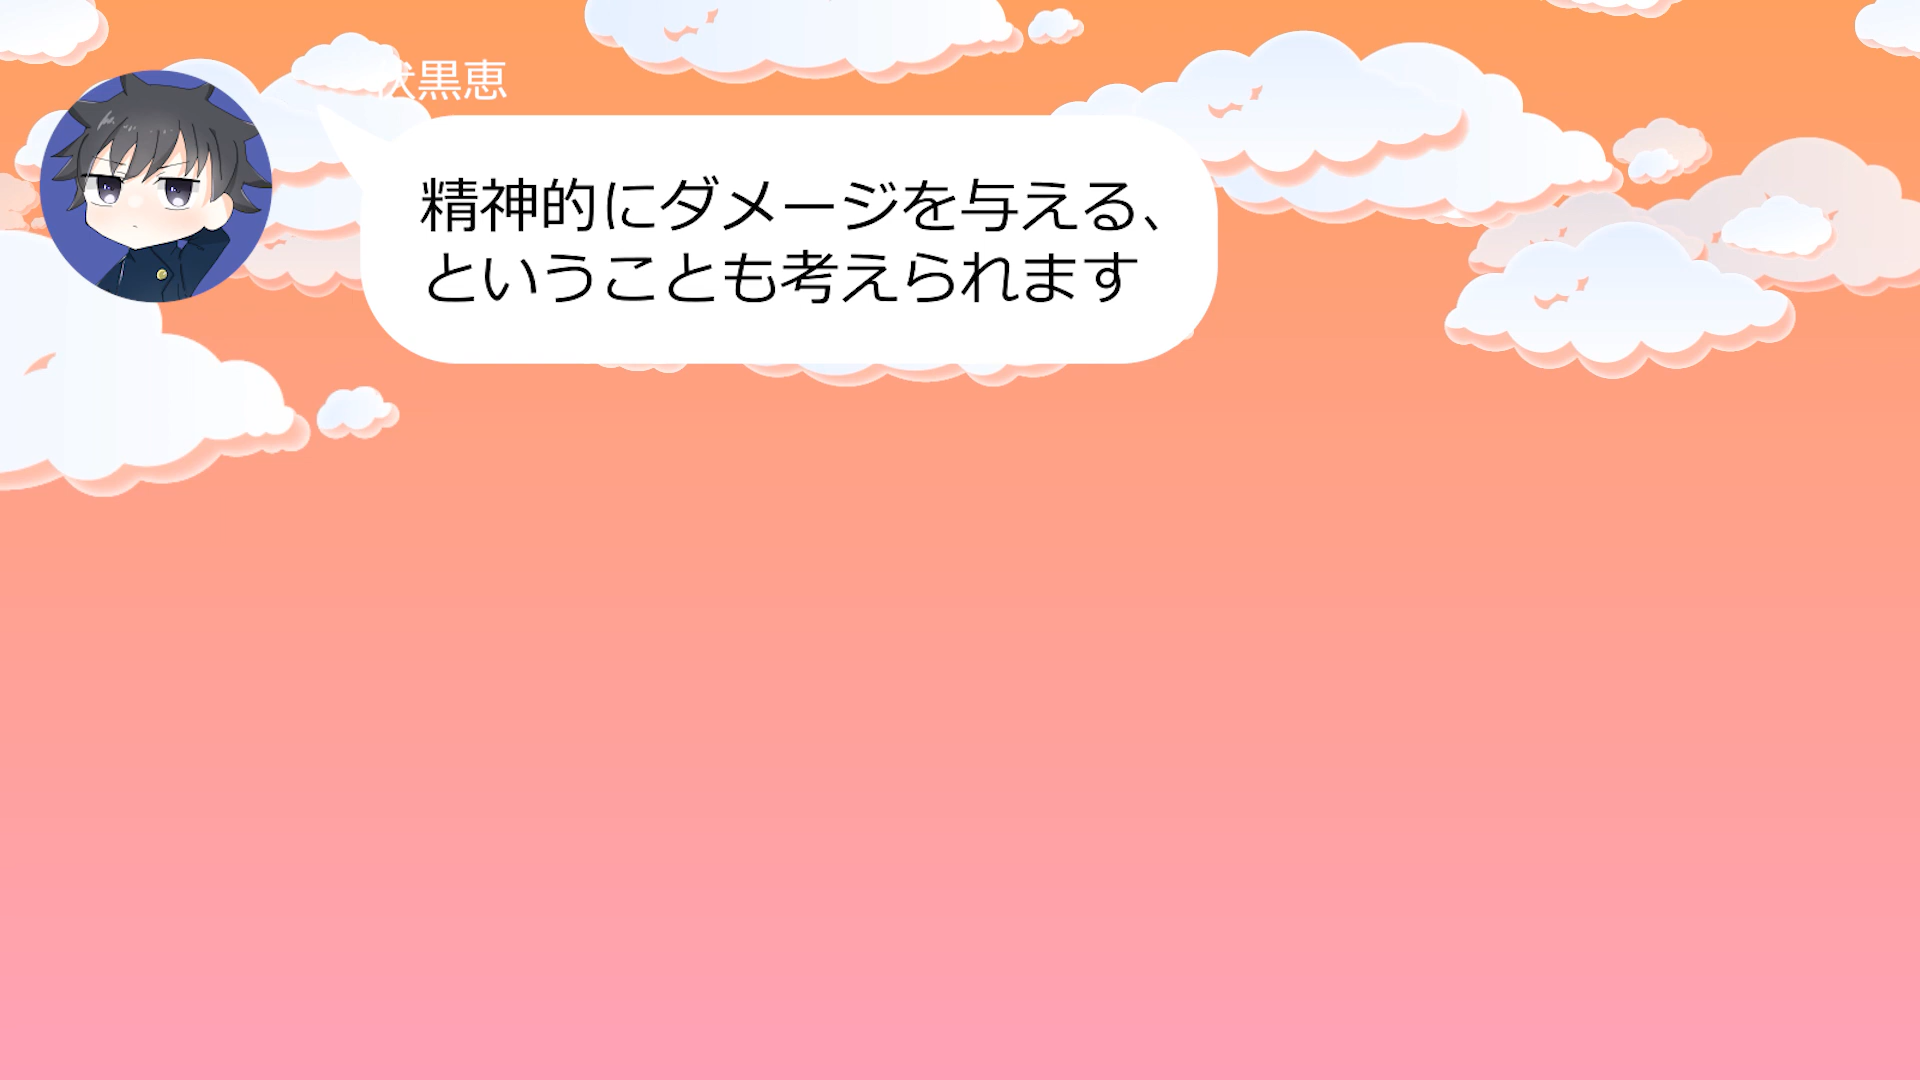 伏黒恵
精神的にダメージを与える、
ということも考えられます